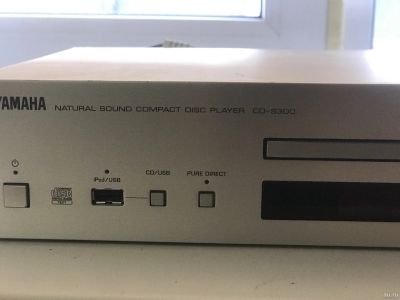 YAMAHA NATURAL SOUND COMPACT DISC PLAYER CD-S300
iPod/USB CD/USB PURE DIRECT